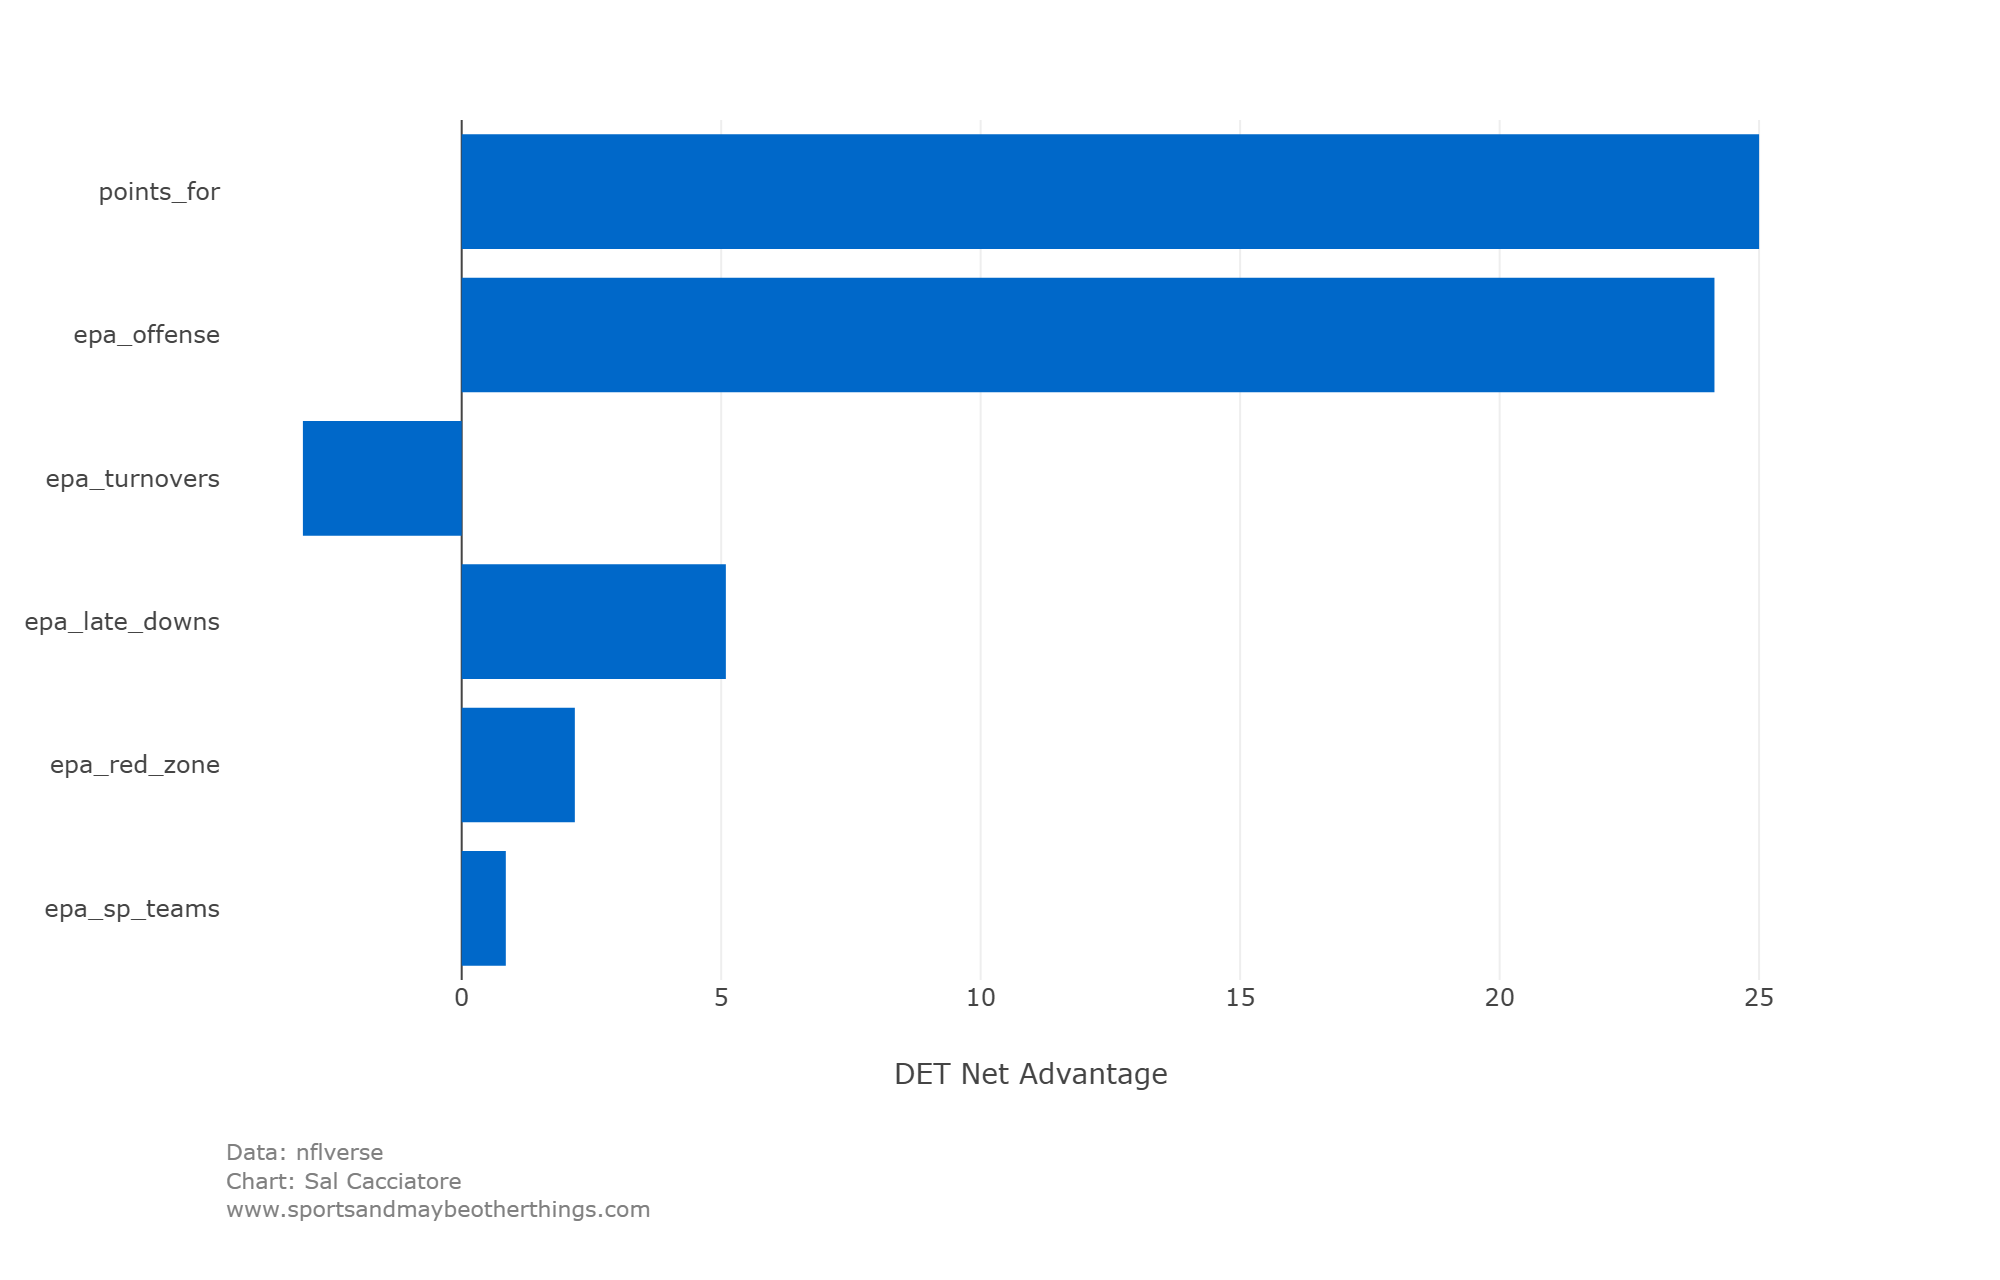 points_for
epa_offense
epa_turnovers
epa_late_downs
epa_red_zone
epa_sp_teams
0 5 10 15 20 25
DET Net Advantage
Data: nflverse
Chart: Sal Cacciatore
www.sportsandmaybeotherthings.com